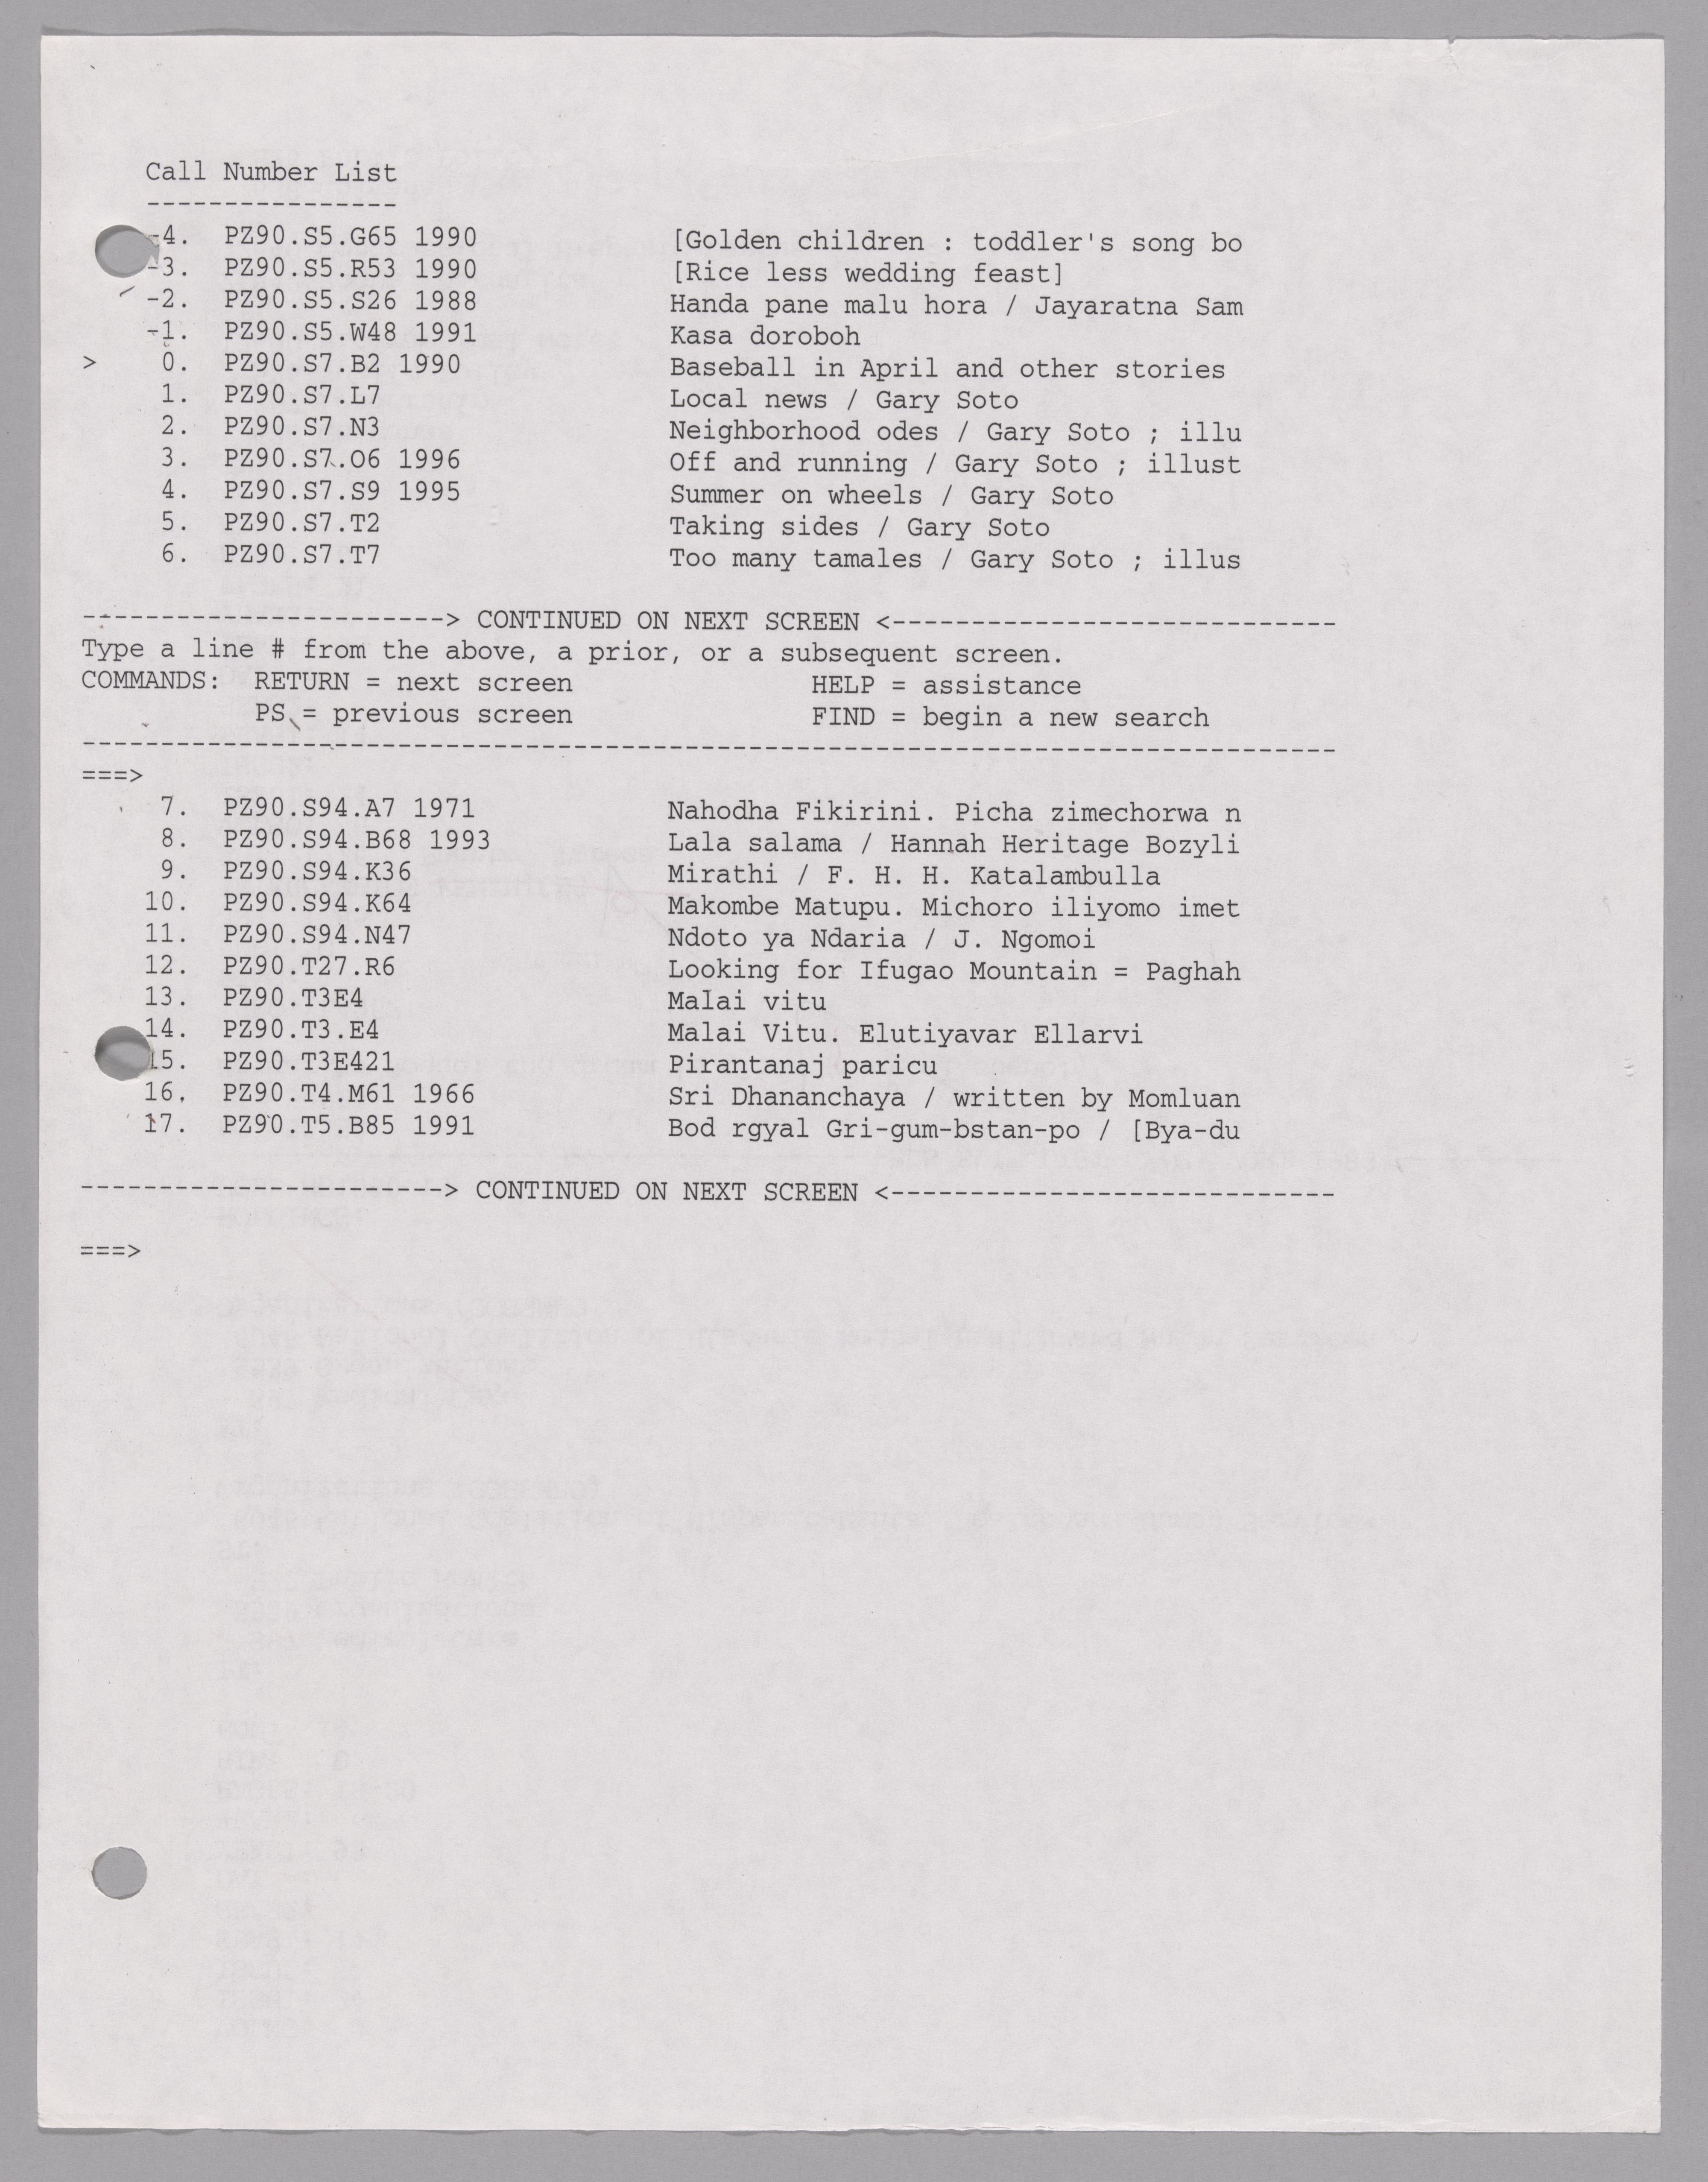 Call Number List
----------------
-4. PZ90.S5.G65 1990 [Golden children : toddler's song bo
-3. PZ90.S5.R53 1990 [Rice less wedding feast]
-2. PZ90.S5.S26 1988 Handa pane malu hora / Jayaratna Sam
-1. PZ90.S5.W48 1991 Kasa doroboh
> 0. PZ90.S7.B2 1990 Baseball in April and other stories
1. PZ90.S7.L7 Local news / Gary Soto
2. PZ90.S7.N3 Neighborhood odes / Gary Soto ; illu
3. PZ90.S7.O6 1996 Off and running / Gary Soto ; illust
4. PZ90.S7.S9 1995 Summer on wheels / Gary Soto
5. PZ90.S7.T2 Taking sides / Gary Soto
6. PZ90.S7.T7 Too many tamales / Gary Soto ; illus
-----------------------> CONTINUED ON NEXT SCREEN <----------------------------
Type a line # from the above, a prior, or a subsequent screen.
COMMANDS: RETURN = next screen HELP = assistance
PS = previous screen FIND = begin a new search
-------------------------------------------------------------------------------
===>
7. PZ90.S94.A7 1971 Nahodha Fikirini. Picha zimechorwa n
8. PZ90.S94.B68 1993 Lala salama / Hannah Heritage Bozyli
9. PZ90.S94.K36 Mirathi / F. H. H. Katalambulla
10. PZ90.S94.K64 Makombe Matupu. Michoro iliyomo imet
11. PZ90.S94.N47 Ndoto ya Ndaria / J. Ngomoi
12. PZ90.T27.R6 Looking for Ifugao Mountain = Paghah
13. PZ90.T3E4 Malai vitu
14. PZ90.T3.E4 Malai Vitu. Elutiyavar Ellarvi
15. PZ90.T3E421 Pirantanaj paricu
16. PZ90.T4.M61 1966 Sri Dhananchaya / written by Momluan
17. PZ90.T5.B85 1991 Bod rgyal Gri-gum-bstan-po / [Bya-du
-----------------------> CONTINUED ON NEXT SCREEN <----------------------------
===>